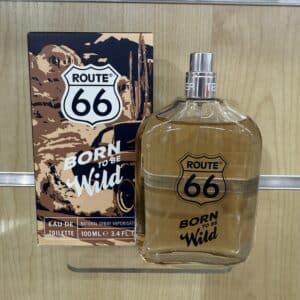 ROUTE®
66
BORN
TO BE
Wild
EAU DE
TOILETTE
NATURAL SPRAY VAPORISATEUR
100ML e 3.4 FL.OZ
ROUTE®
66
BORN
TO BE
Wild